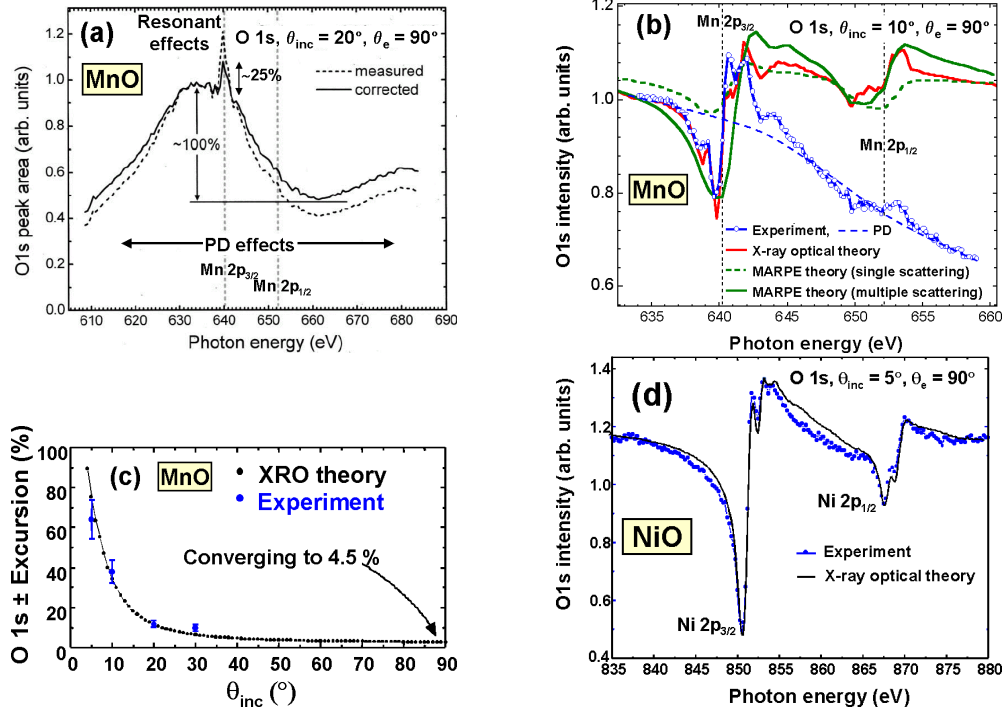 (a)
Resonant
effects
O 1s, θinc = 20°, θe = 90°
MnO
~25%
measured
corrected
~100%
PD effects
Mn 2p3/2
Mn 2p1/2
O1s peak area (arb. units)
0.0
0.2
0.4
0.6
0.8
1.0
1.2
610 620 630 640 650 660 670 680 690
Photon energy (eV)
(b)
Mn 2p3/2
O 1s, θinc = 10°, θe = 90°
Mn 2p1/2
MnO
Experiment, PD
X-ray optical theory
MARPE theory (single scattering)
MARPE theory (multiple scattering)
O1s intensity (arb. units)
1.2
1.0
0.8
0.6
635 640 645 650 655 660
Photon energy (eV)
(c)
MnO
XRO theory
Experiment
Converging to 4.5 %
O 1s ± Excursion (%)
100
80
60
40
20
0
0 10 20 30 40 50 60 70 80 90
θinc (°)
(d)
O 1s, θinc = 5°, θe = 90°
Ni 2p1/2
NiO
Experiment
X-ray optical theory
Ni 2p3/2
O1s intensity (arb. units)
1.4
1.2
1.0
0.8
0.6
0.4
835 840 845 850 855 860 865 870 875 880
Photon energy (eV)